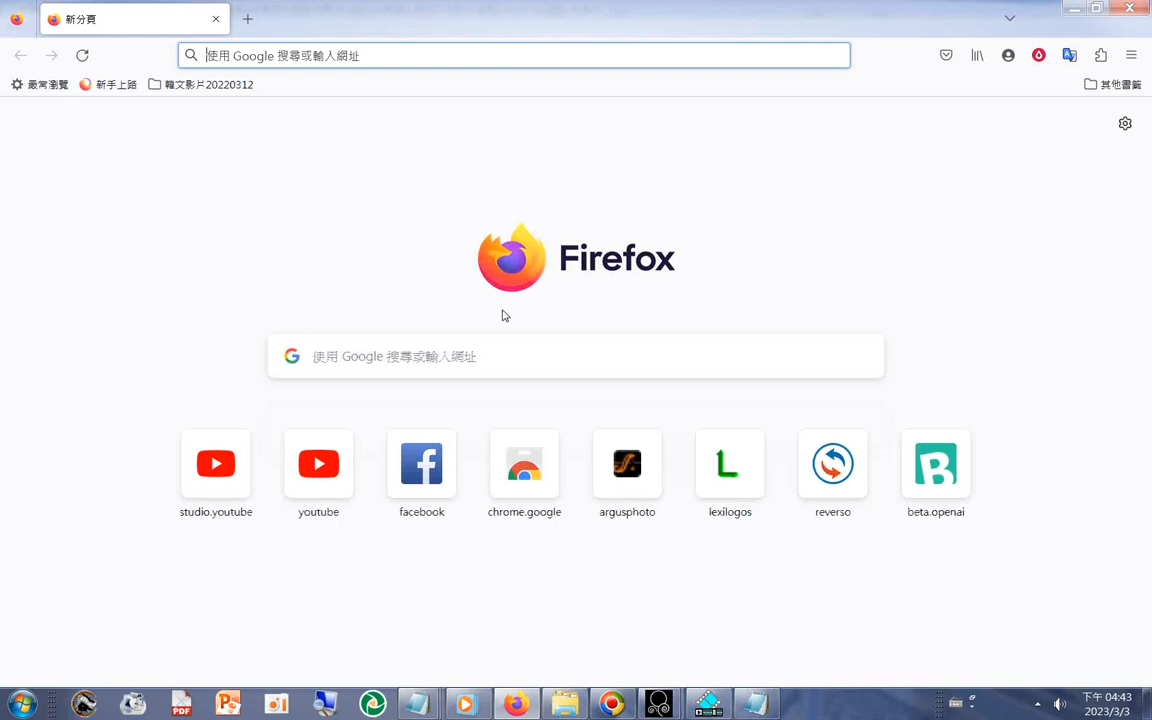 新分頁
使用 Google 搜尋或輸入網址
最常瀏覽
新手上路
韓文影片20220312
其他書籤
Firefox
使用 Google 搜尋或輸入網址
studio.youtube
youtube
facebook
chrome.google
argusphoto
lexilogos
reverso
beta.openai
PDF
下午 04:43
2023/3/3